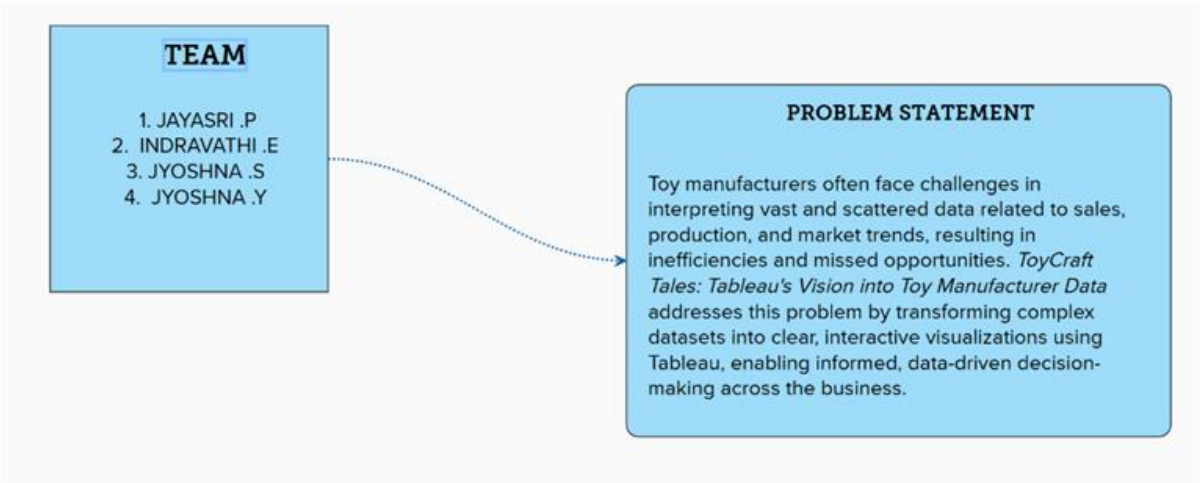 TEAM
1. JAYASRI .P
2. INDRAVATHI .E
3. JYOSHNA .S
4. JYOSHNA .Y
PROBLEM STATEMENT
Toy manufacturers often face challenges in
interpreting vast and scattered data related to sales,
production, and market trends, resulting in
inefficiencies and missed opportunities. ToyCraft
Tales: Tableau's Vision into Toy Manufacturer Data
addresses this problem by transforming complex
datasets into clear, interactive visualizations using
Tableau, enabling informed, data-driven decision-
making across the business.